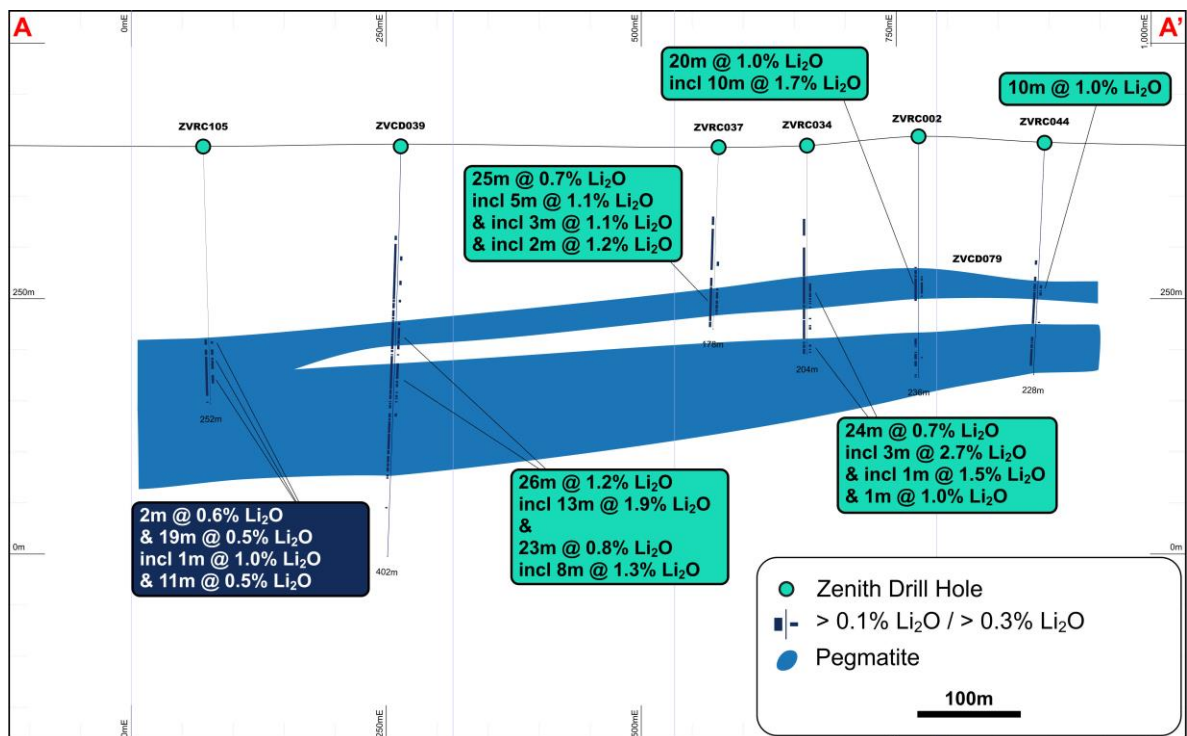 A
0mE
250mE
500mE
750mE
1,000mE
A'
20m @ 1.0% Li₂O
incl 10m @ 1.7% Li₂O
10m @ 1.0% Li₂O
ZVRC105
ZVCD039
ZVRC037
ZVRC034
ZVRC002
ZVRC044
25m @ 0.7% Li₂O
incl 5m @ 1.1% Li₂O
& incl 3m @ 1.1% Li₂O
& incl 2m @ 1.2% Li₂O
ZVCD079
250m
250m
178m
204m
236m
228m
252m
24m @ 0.7% Li₂O
incl 3m @ 2.7% Li₂O
& incl 1m @ 1.5% Li₂O
& 1m @ 1.0% Li₂O
26m @ 1.2% Li₂O
incl 13m @ 1.9% Li₂O
&
23m @ 0.8% Li₂O
incl 8m @ 1.3% Li₂O
2m @ 0.6% Li₂O
& 19m @ 0.5% Li₂O
incl 1m @ 1.0% Li₂O
& 11m @ 0.5% Li₂O
0m
0m
402m
Zenith Drill Hole
> 0.1% Li₂O / > 0.3% Li₂O
Pegmatite
100m
0mE
250mE
500mE